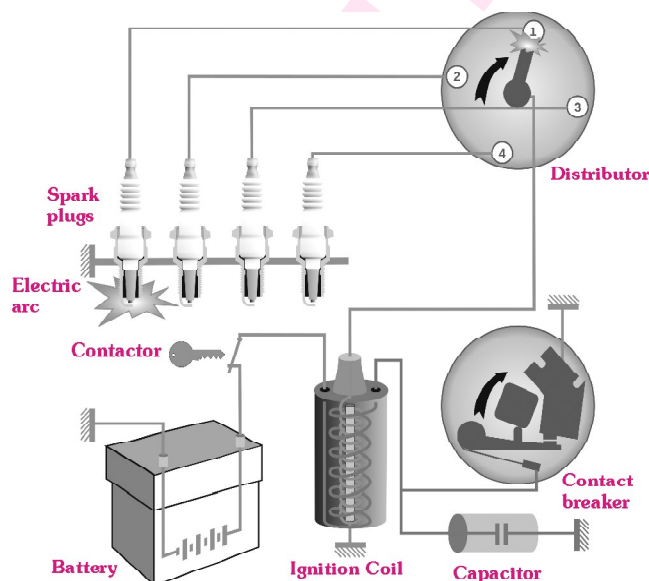 1
2
3
4
Distributor
Spark
plugs
Electric
arc
Contactor
Contact
breaker
Battery
Ignition Coil
Capacitor